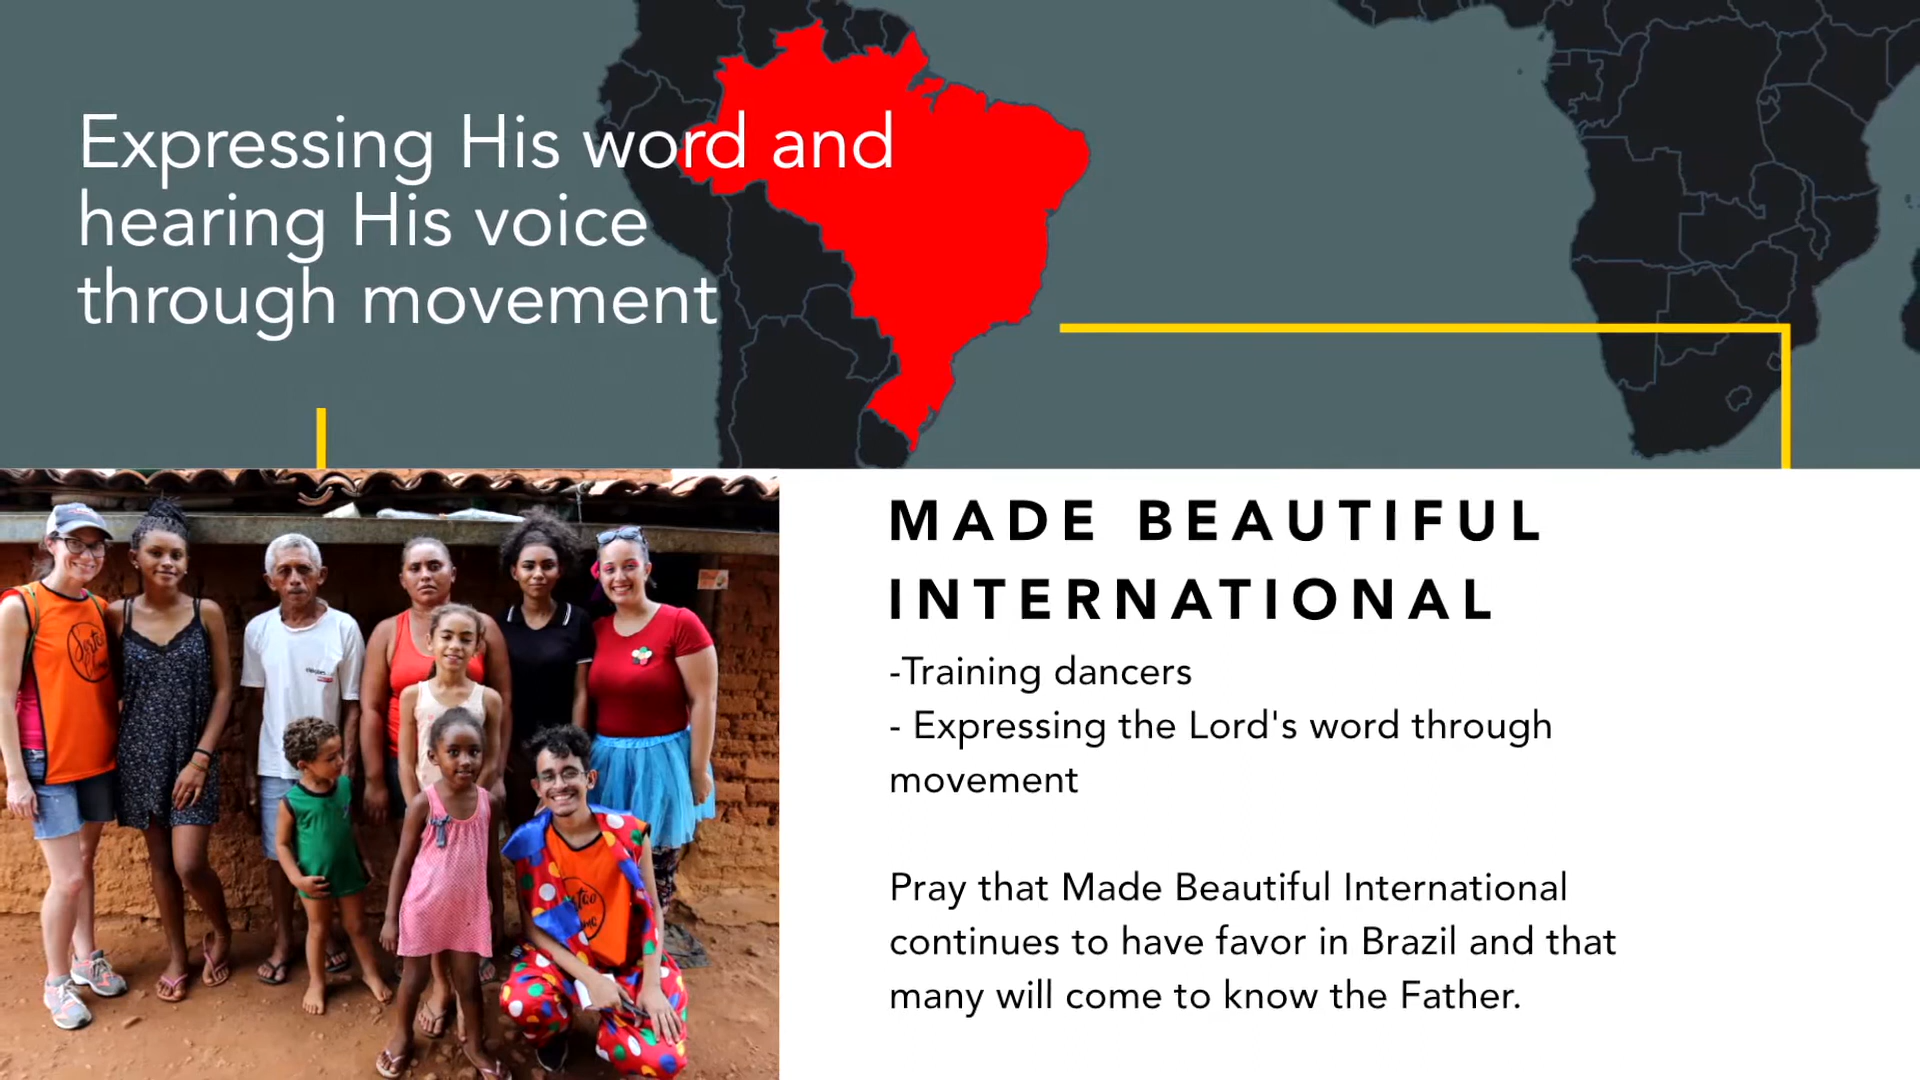 Expressing His word and
hearing His voice
through movement
MADE BEAUTIFUL
INTERNATIONAL
-Training dancers
- Expressing the Lord's word through
movement
Pray that Made Beautiful International
continues to have favor in Brazil and that
many will come to know the Father.